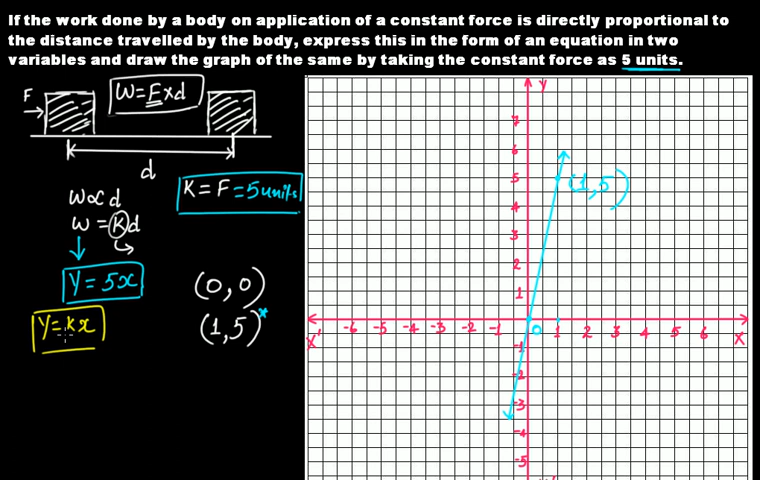 If the work done by a body on application of a constant force is directly proportional to
the distance travelled by the body, express this in the form of an equation in two
variables and draw the graph of the same by taking the constant force as 5 units.
F
W = F x d
d
K = F = 5 units
W ∝ d
W = K d
Y = 5x
(0, 0)
Y = kx
(1, 5)*
Y
7
6
5
(1, 5)
4
3
2
1
X' -6 -5 -4 -3 -2 -1 0 1 2 3 4 5 6 X
-1
-2
-3
-4
-5